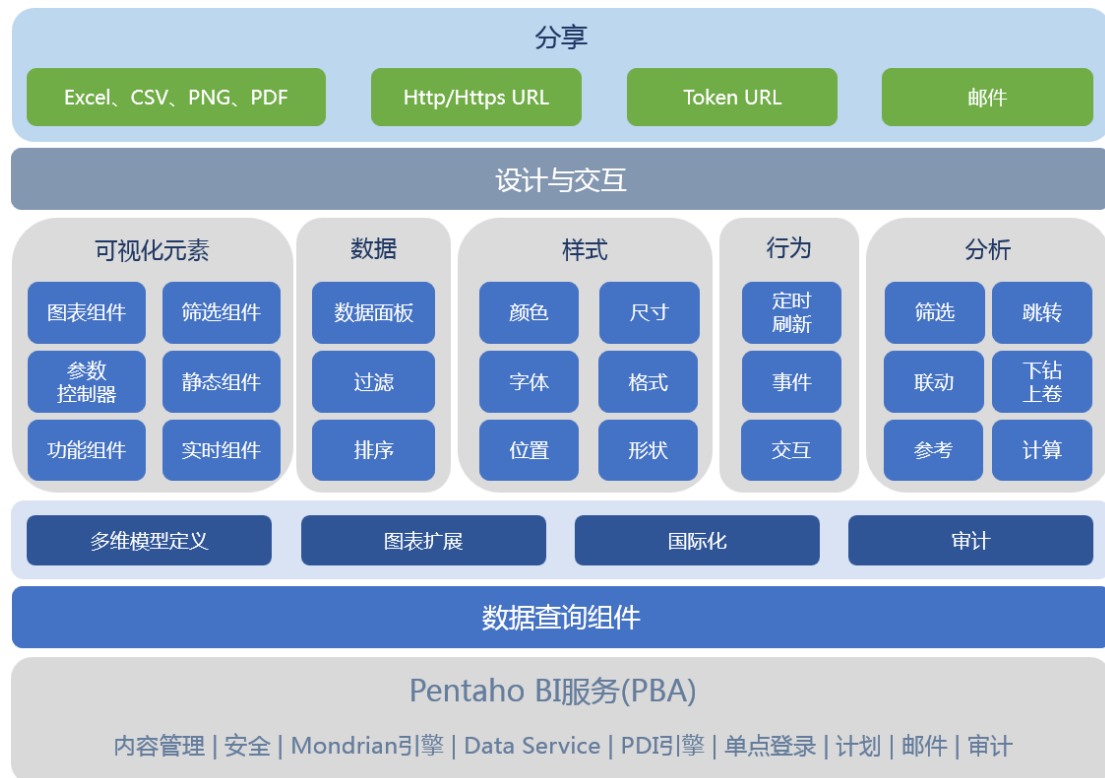 分享
Excel、CSV、PNG、PDF
Http/Https URL
Token URL
邮件
设计与交互
可视化元素
图表组件
筛选组件
参数
控制器
静态组件
功能组件
实时组件
数据
数据面板
过滤
排序
样式
颜色
尺寸
字体
格式
位置
形状
行为
定时
刷新
事件
交互
分析
筛选
跳转
联动
下钻
上卷
参考
计算
多维模型定义
图表扩展
国际化
审计
数据查询组件
Pentaho BI服务(PBA)
内容管理 | 安全 | Mondrian引擎 | Data Service | PDI引擎 | 单点登录 | 计划 | 邮件 | 审计